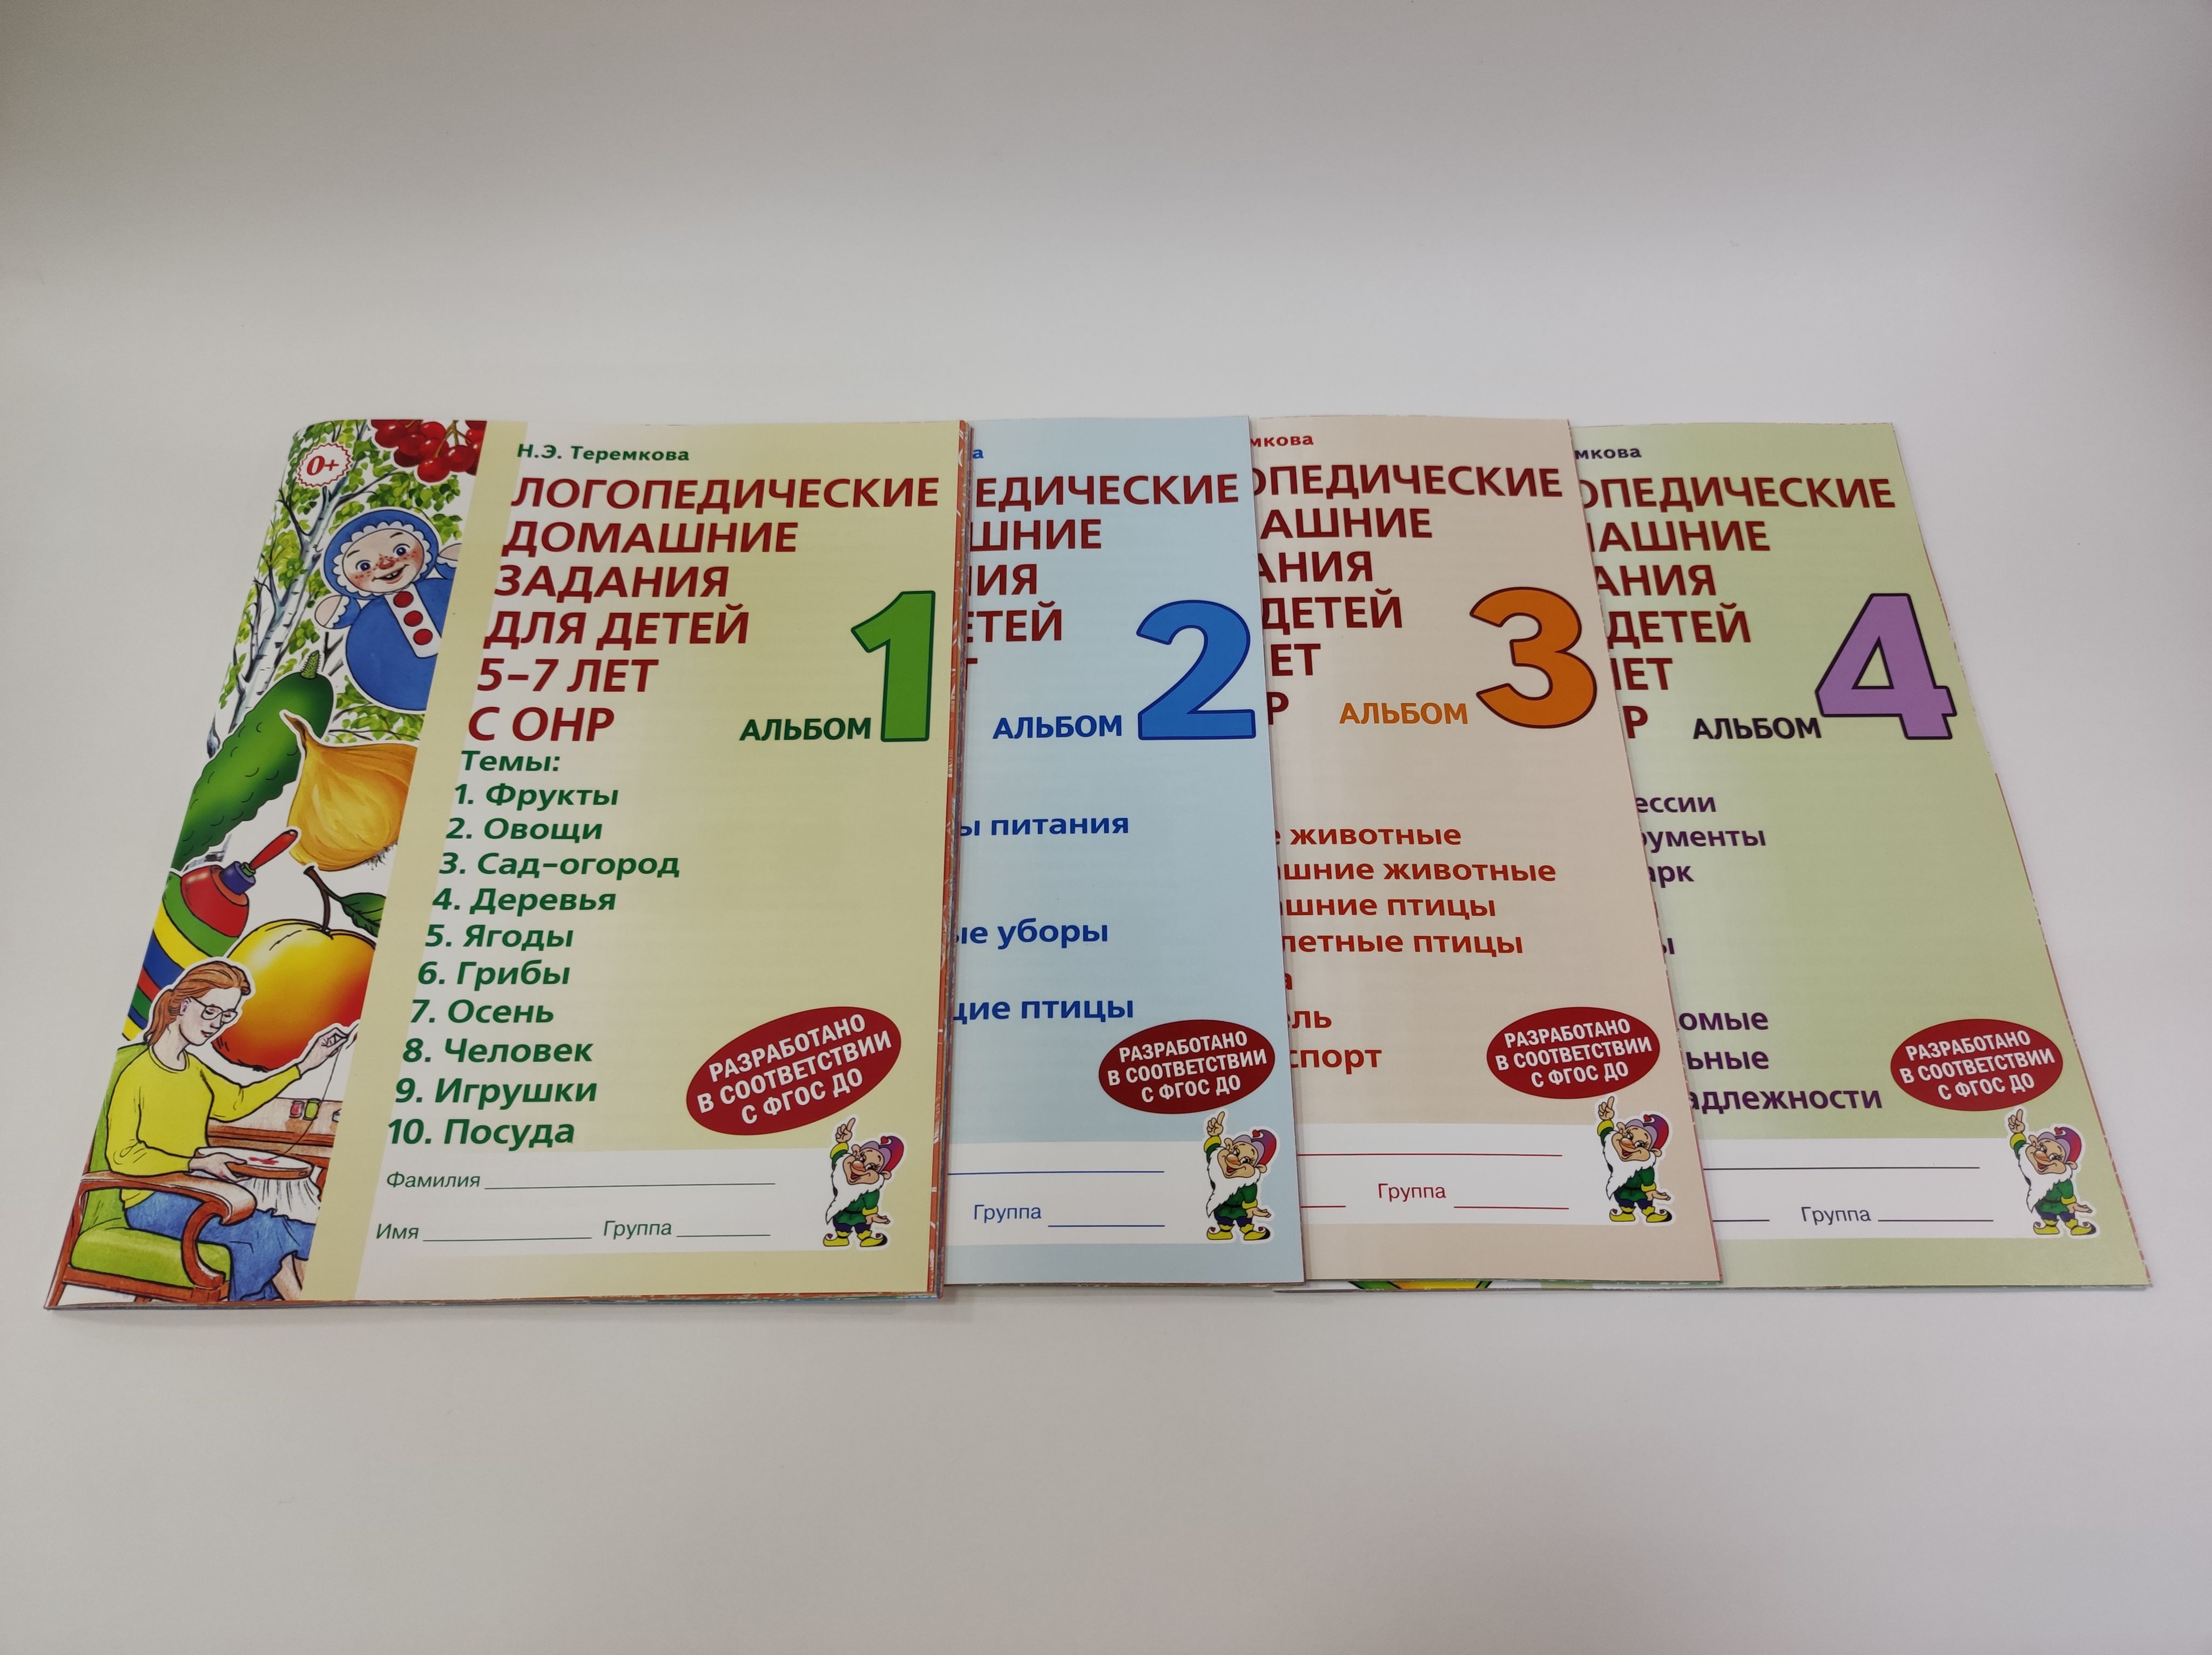 0+
Н.Э. Теремкова
ЛОГОПЕДИЧЕСКИЕ
ДОМАШНИЕ
ЗАДАНИЯ
ДЛЯ ДЕТЕЙ
5–7 ЛЕТ
С ОНР
АЛЬБОМ 1
Темы:
1. Фрукты
2. Овощи
3. Сад-огород
4. Деревья
5. Ягоды
6. Грибы
7. Осень
8. Человек
9. Игрушки
10. Посуда
РАЗРАБОТАНО
В СООТВЕТСТВИИ
С ФГОС ДО
Фамилия
Имя Группа
а
ЕДИЧЕСКИЕ
ШНИЕ
ИЯ
ЕТЕЙ
Т
АЛЬБОМ 2
ы питания
ые уборы
щие птицы
РАЗРАБОТАНО
В СООТВЕТСТВИИ
С ФГОС ДО
Группа
мкова
ОПЕДИЧЕСКИЕ
АШНИЕ
АНИЯ
ДЕТЕЙ
ЕТ
Р
АЛЬБОМ 3
е животные
ашние животные
ашние птицы
летные птицы
а
ель
спорт
РАЗРАБОТАНО
В СООТВЕТСТВИИ
С ФГОС ДО
Группа
мкова
ОПЕДИЧЕСКИЕ
МАШНИЕ
АНИЯ
ДЕТЕЙ
ЛЕТ
Р
АЛЬБОМ 4
ессии
рументы
арк
ы
омые
ьные
адлежности
РАЗРАБОТАНО
В СООТВЕТСТВИИ
С ФГОС ДО
Группа